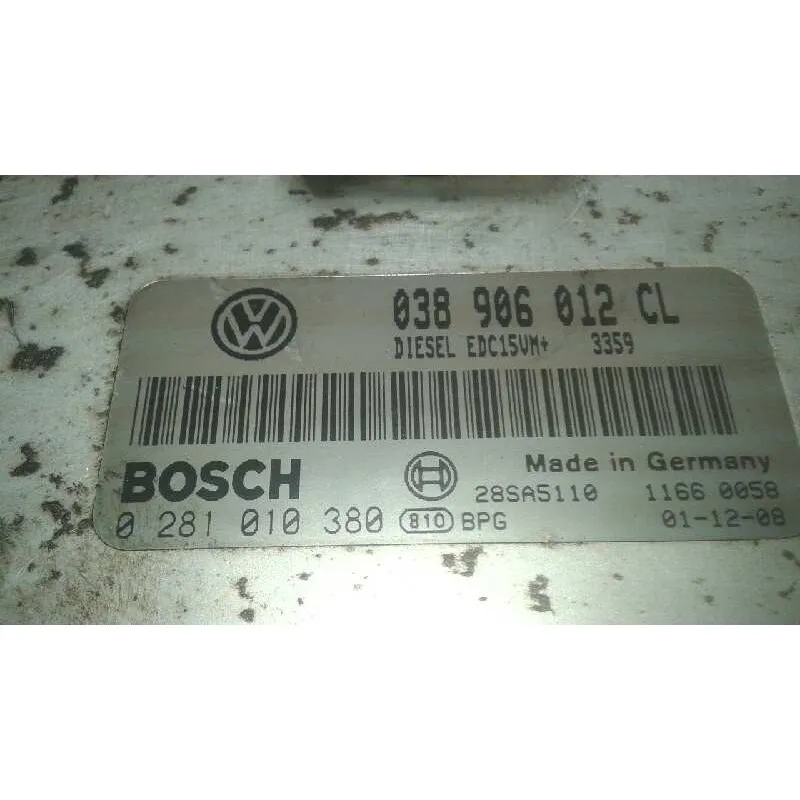 038 906 012 CL
DIESEL EDC15VM+ 3359
BOSCH
Made in Germany
28SA5110 1166 0058
0 281 010 380 810 BPG 01-12-08